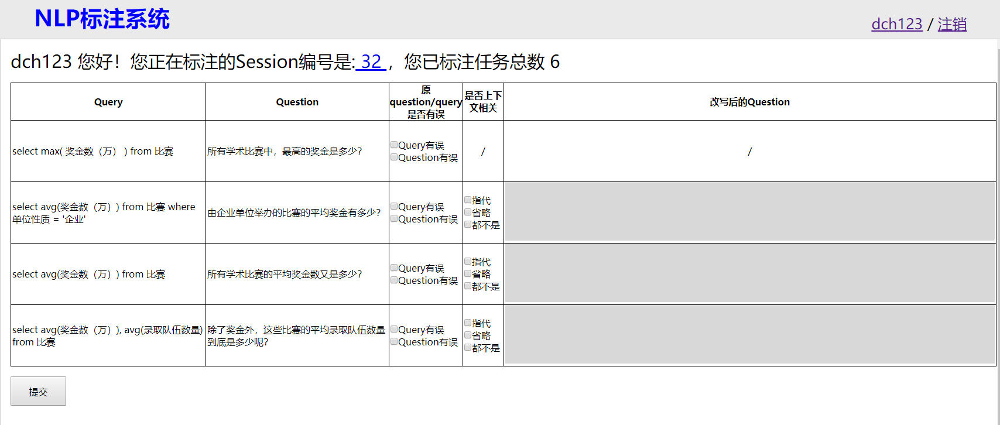 NLP标注系统
dch123 / 注销
dch123 您好！您正在标注的Session编号是: 32 ，您已标注任务总数 6
Query
Question
原
question/query
是否有误
是否上下
文相关
改写后的Question
select max( 奖金数（万） ) from 比赛
所有学术比赛中，最高的奖金是多少？
Query有误
Question有误
/
/
select avg(奖金数（万）) from 比赛 where
单位性质 = '企业'
由企业单位举办的比赛的平均奖金有多少？
Query有误
Question有误
指代
省略
都不是
select avg(奖金数（万）) from 比赛
所有学术比赛的平均奖金数又是多少？
Query有误
Question有误
指代
省略
都不是
select avg(奖金数（万）), avg(录取队伍数量)
from 比赛
除了奖金外，这些比赛的平均录取队伍数量
到底是多少呢？
Query有误
Question有误
指代
省略
都不是
提交